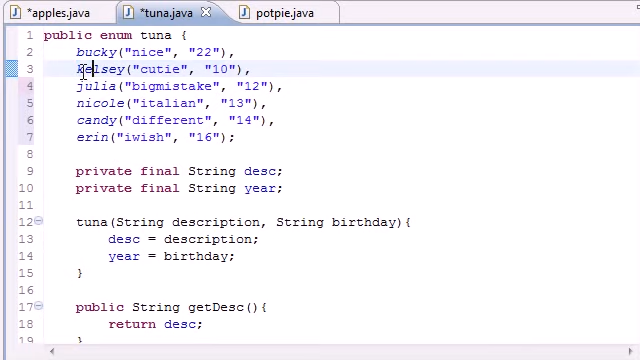 *apples.java *tuna.java potpie.java
1 public enum tuna {
2 bucky("nice", "22"),
3 kelsey("cutie", "10"),
4 julia("bigmistake", "12"),
5 nicole("italian", "13"),
6 candy("different", "14"),
7 erin("iwish", "16");
8
9 private final String desc;
10 private final String year;
11
12 tuna(String description, String birthday){
13 desc = description;
14 year = birthday;
15 }
16
17 public String getDesc(){
18 return desc;
19 }